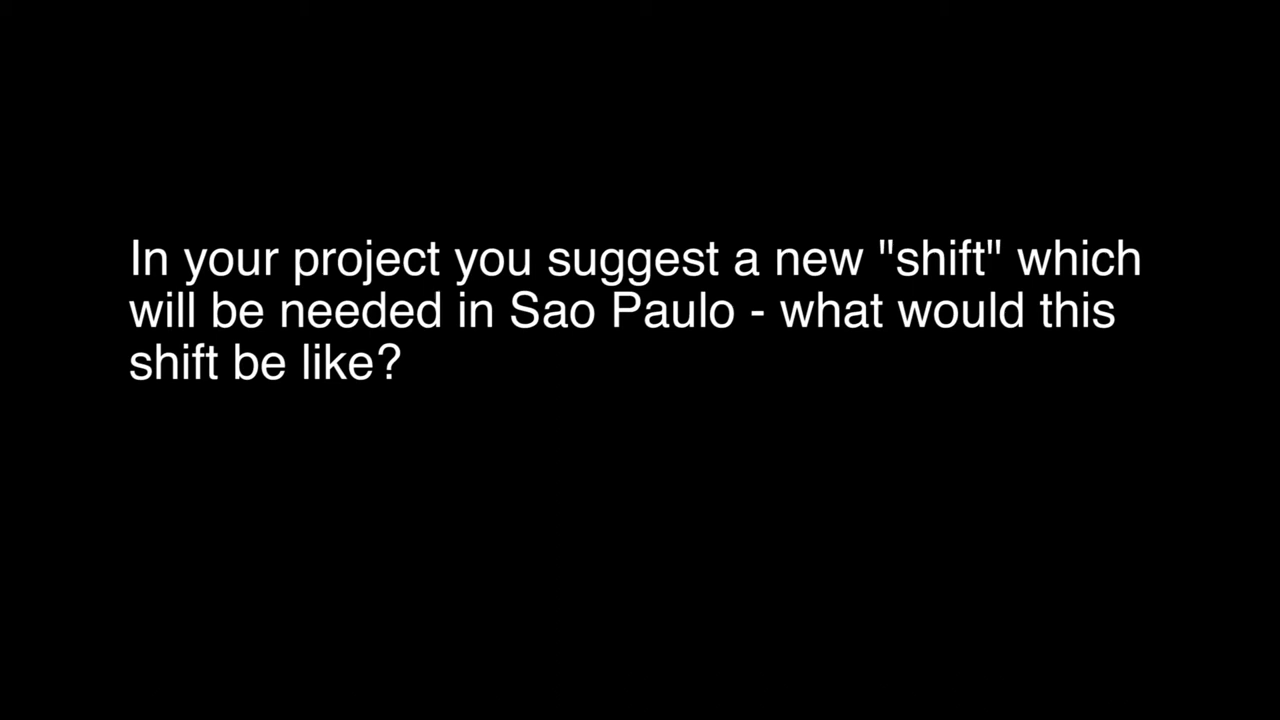 In your project you suggest a new "shift" which
will be needed in Sao Paulo - what would this
shift be like?